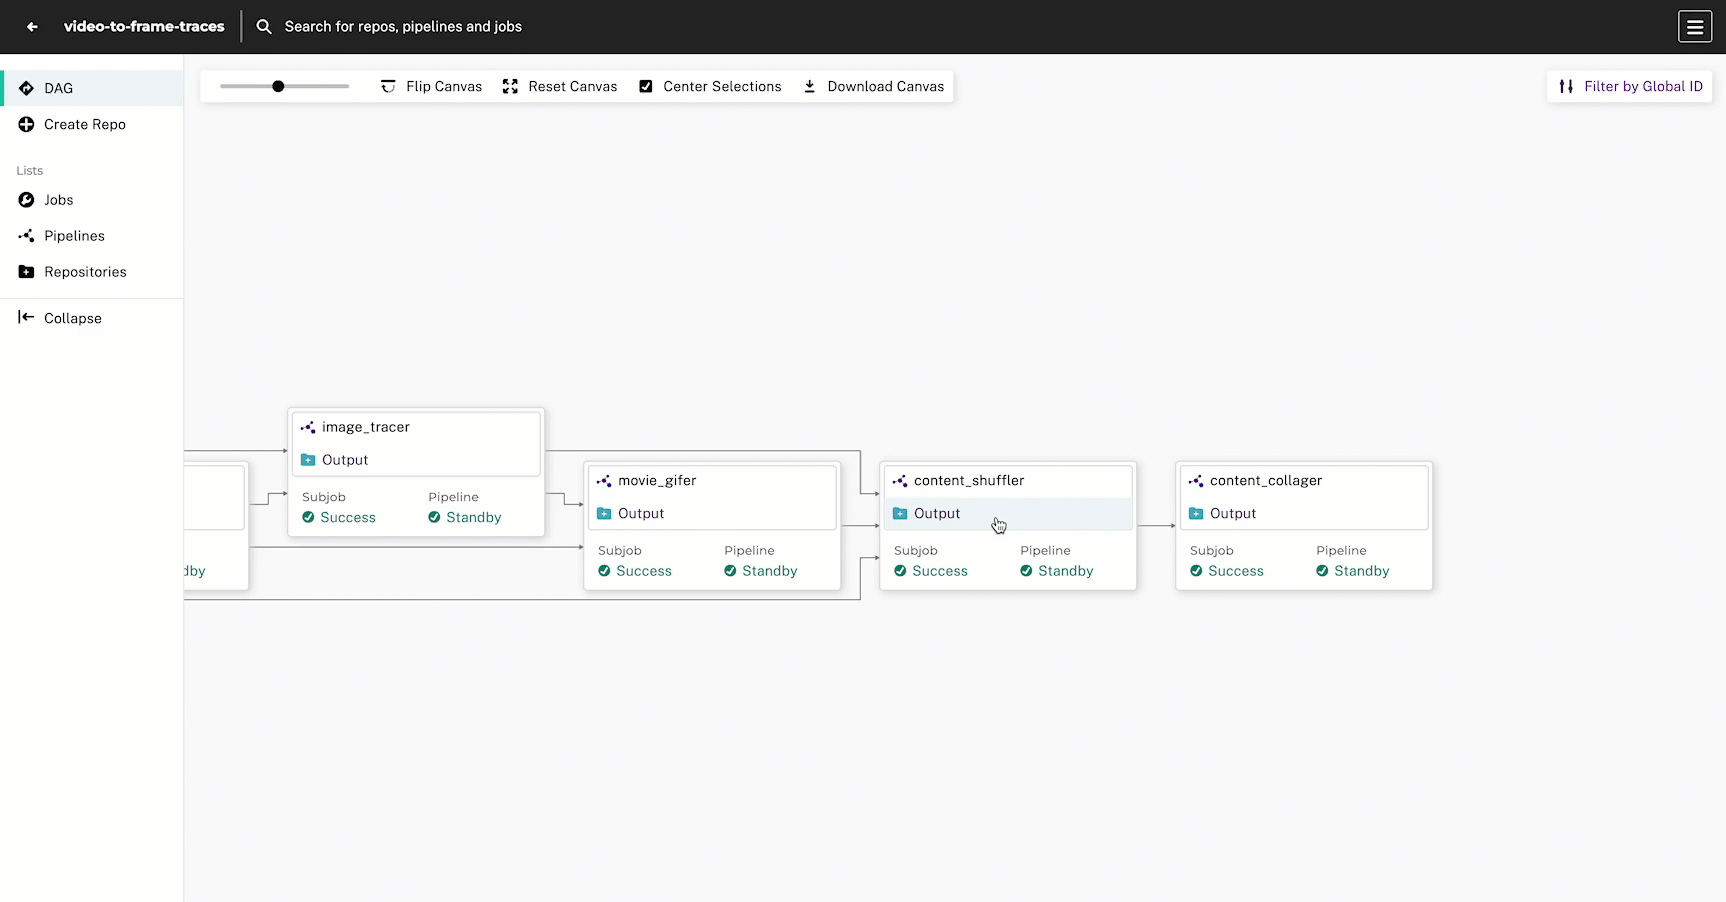 video-to-frame-traces
Search for repos, pipelines and jobs
DAG
Create Repo
Lists
Jobs
Pipelines
Repositories
Collapse
Flip Canvas
Reset Canvas
Center Selections
Download Canvas
Filter by Global ID
dby
image_tracer
Output
Subjob Pipeline
Success Standby
movie_gifer
Output
Subjob Pipeline
Success Standby
content_shuffler
Output
Subjob Pipeline
Success Standby
content_collager
Output
Subjob Pipeline
Success Standby